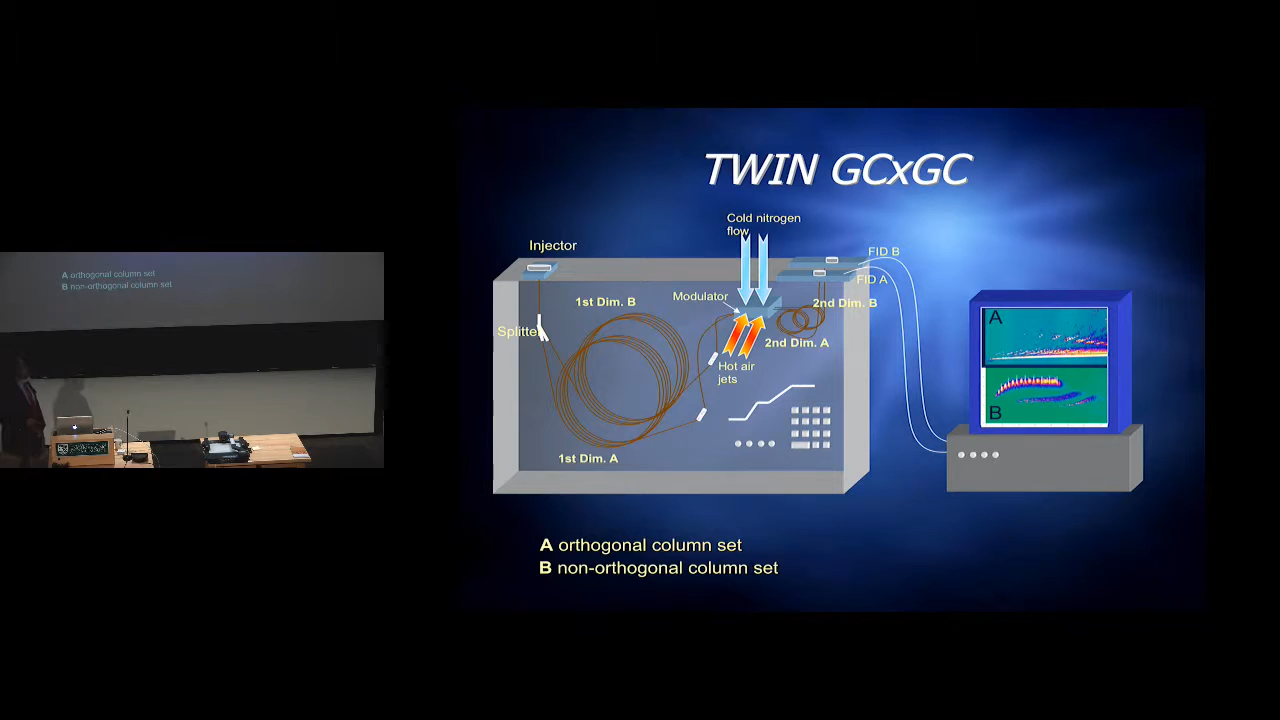 TWIN GCxGC
Cold nitrogen
flow
Injector
FID B
FID A
Modulator
1st Dim. B
2nd Dim. B
Splitter
2nd Dim. A
Hot air
jets
1st Dim. A
A
B
A orthogonal column set
B non-orthogonal column set
A orthogonal column set
B non-orthogonal column set